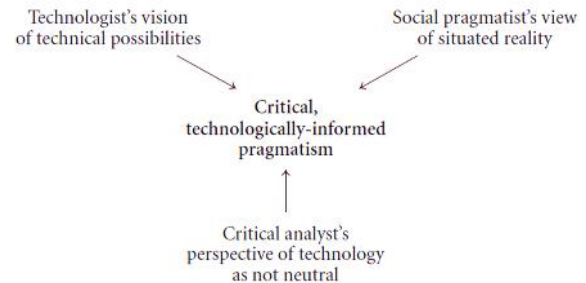 Technologist's vision
of technical possibilities
Social pragmatist's view
of situated reality
Critical,
technologically-informed
pragmatism
Critical analyst's
perspective of technology
as not neutral